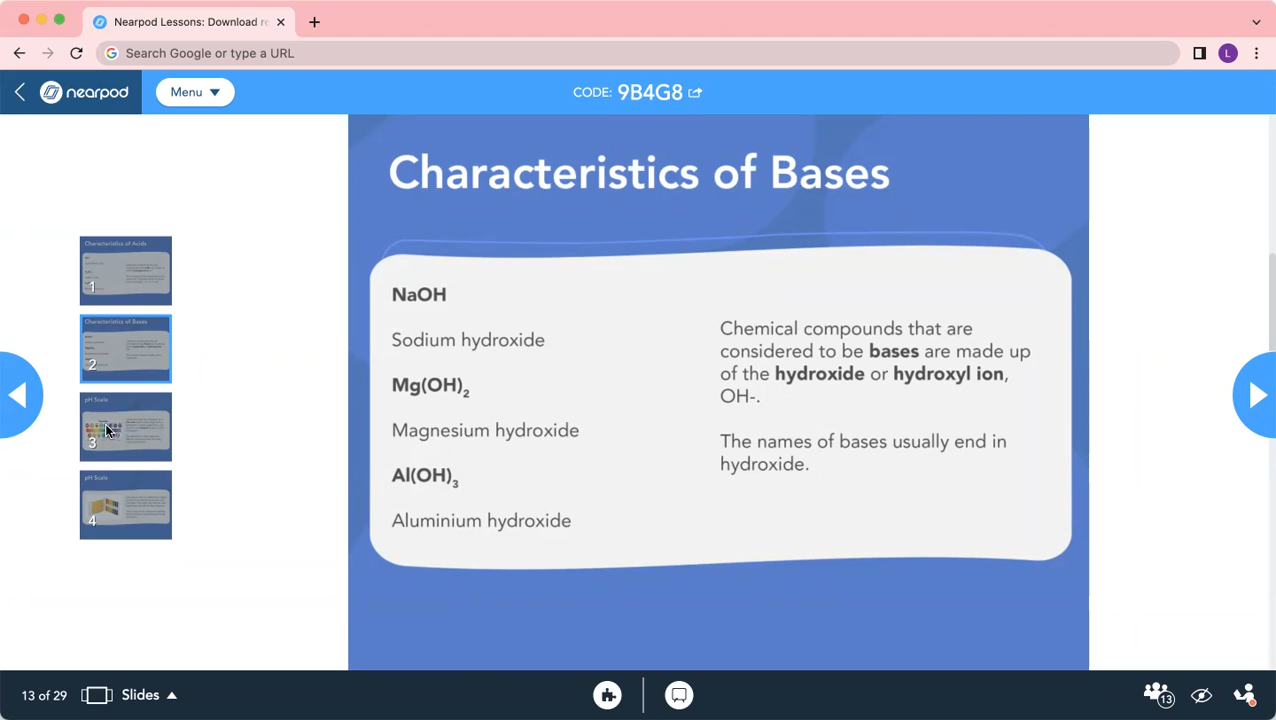 Nearpod Lessons: Download re
Search Google or type a URL
L
nearpod
Menu
CODE: 9B4G8
Characteristics of Bases
NaOH
Sodium hydroxide
Mg(OH)₂
Magnesium hydroxide
Al(OH)₃
Aluminium hydroxide
Chemical compounds that are
considered to be bases are made up
of the hydroxide or hydroxyl ion,
OH-.
The names of bases usually end in
hydroxide.
Characteristics of Acids
1
Characteristics of Bases
2
pH Scale
3
pH Scale
4
13 of 29
Slides
13